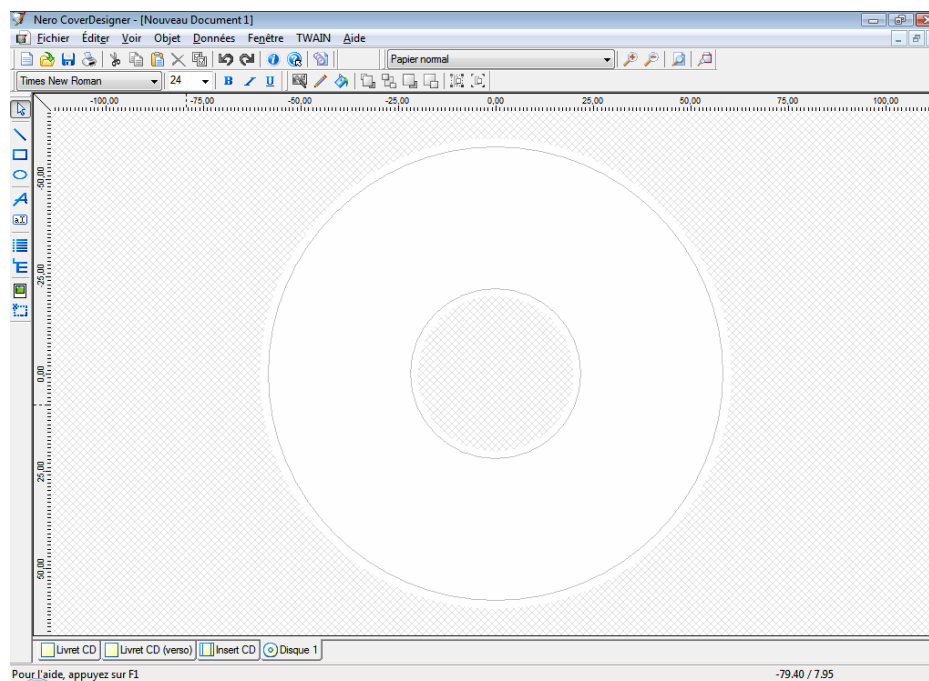 Nero CoverDesigner - [Nouveau Document1]
Fichier Éditer Voir Objet Données Fenêtre TWAIN Aide
Papier normal
Times New Roman 24 B I U
-100,00 -75,00 -50,00 -25,00 0,00 25,00 50,00 75,00 100,00
-50,00
-25,00
0,00
25,00
50,00
Livret CD Livret CD (verso) Insert CD Disque 1
Pour l'aide, appuyez sur F1 -79.40 / 7.95